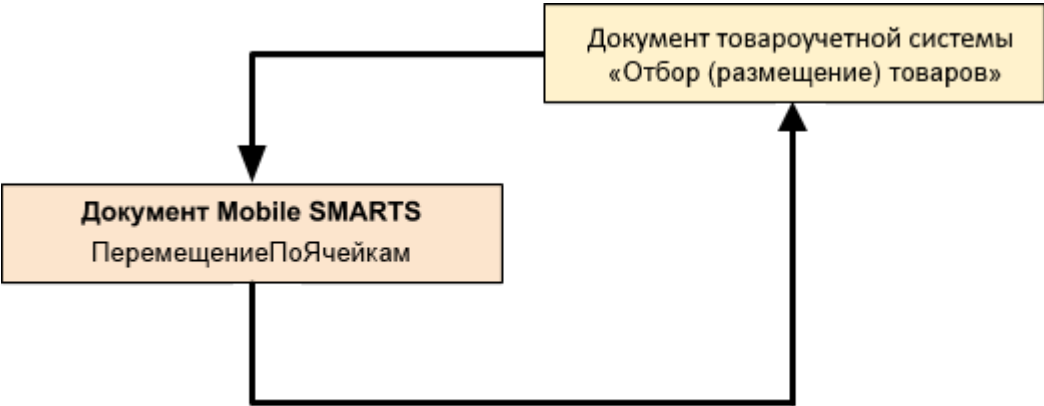 Документ товароучетной системы
«Отбор (размещение) товаров»
Документ Mobile SMARTS
ПеремещениеПоЯчейкам